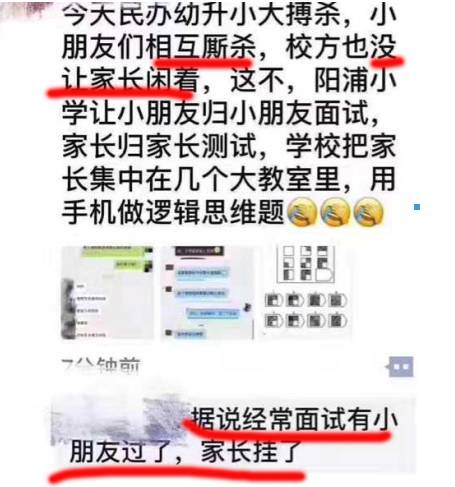 今天民办幼升小大搏杀，小
朋友们相互厮杀，校方也没
让家长闲着，这不，阳浦小
学让小朋友归小朋友面试，
家长归家长测试，学校把家
长集中在几个大教室里，用
手机做逻辑思维题
7分钟前
据说经常面试有小
朋友过了，家长挂了